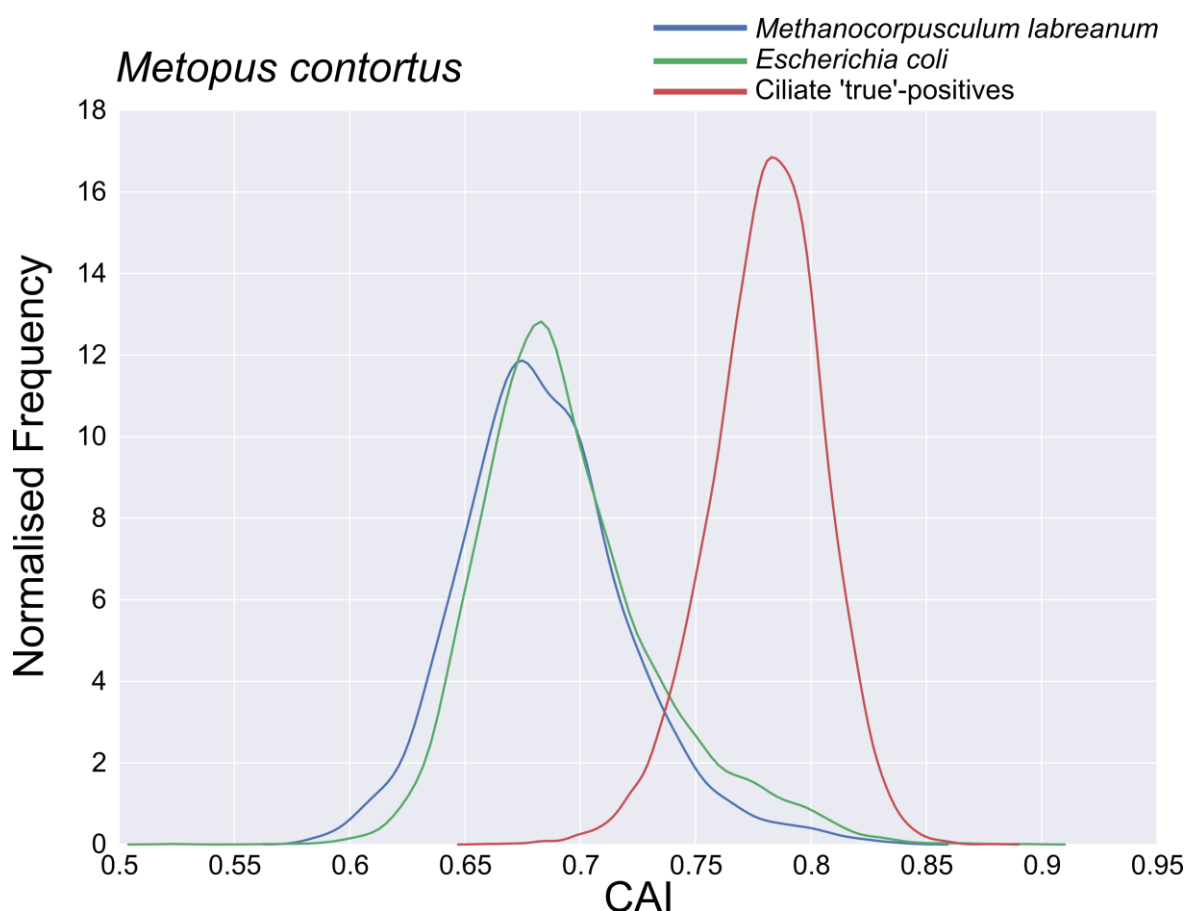 Methanocorpusculum labreanum
Escherichia coli
Ciliate 'true'-positives
Metopus contortus
18
16
14
12
10
8
6
4
2
0
Normalised Frequency
0.5 0.55 0.6 0.65 0.7 0.75 0.8 0.85 0.9 0.95
CAI